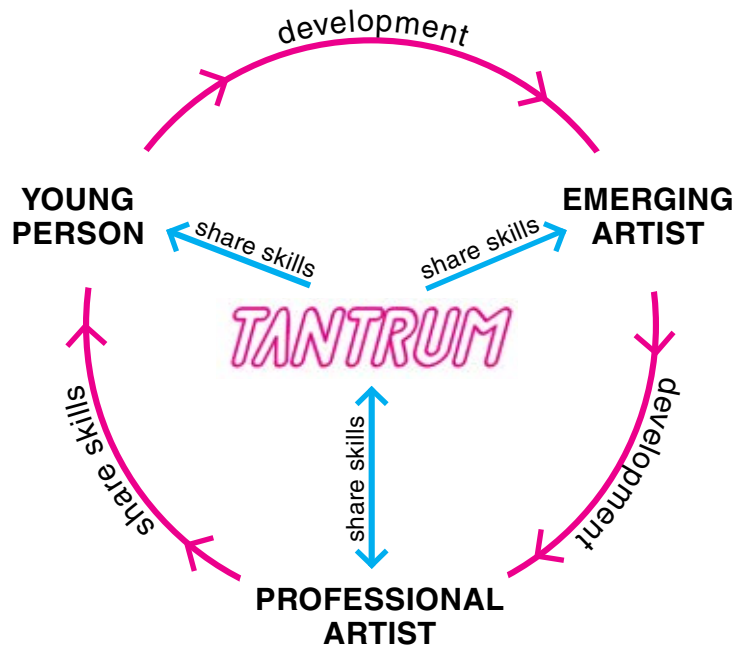 development
YOUNG
PERSON
EMERGING
ARTIST
share skills
share skills
TANTRUM
share skills
development
share skills
PROFESSIONAL
ARTIST